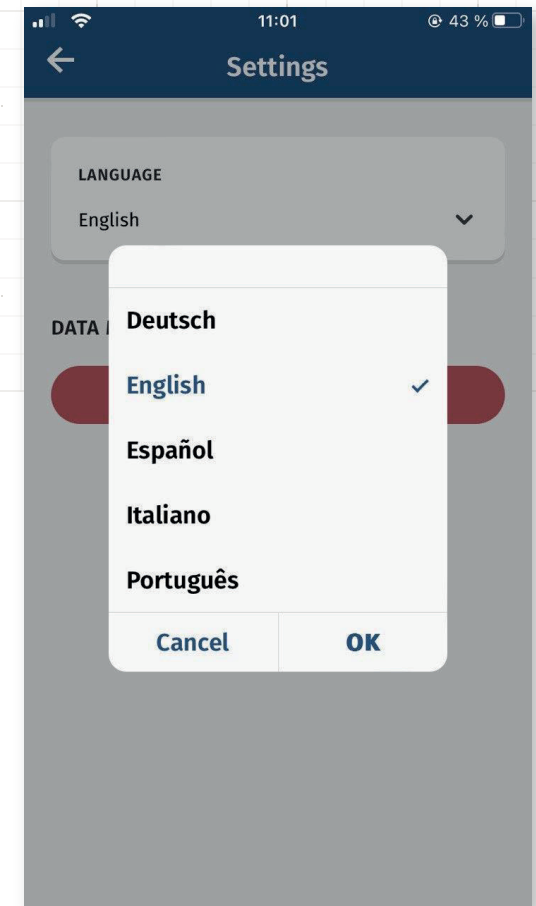 11:01
43 %
Settings
LANGUAGE
English
DATA
Deutsch
English
Español
Italiano
Português
Cancel
OK